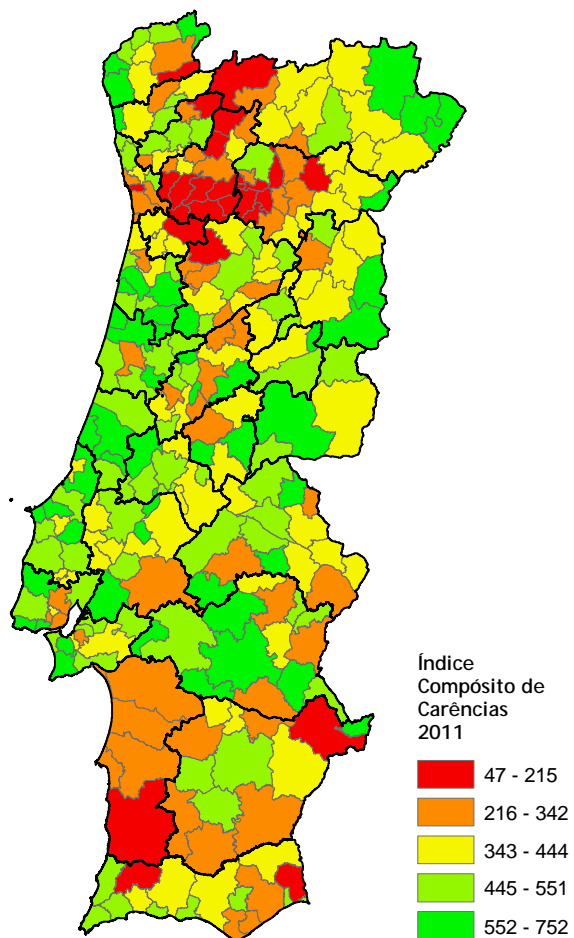 Índice
Compósito de
Carências
2011
47 - 215
216 - 342
343 - 444
445 - 551
552 - 752